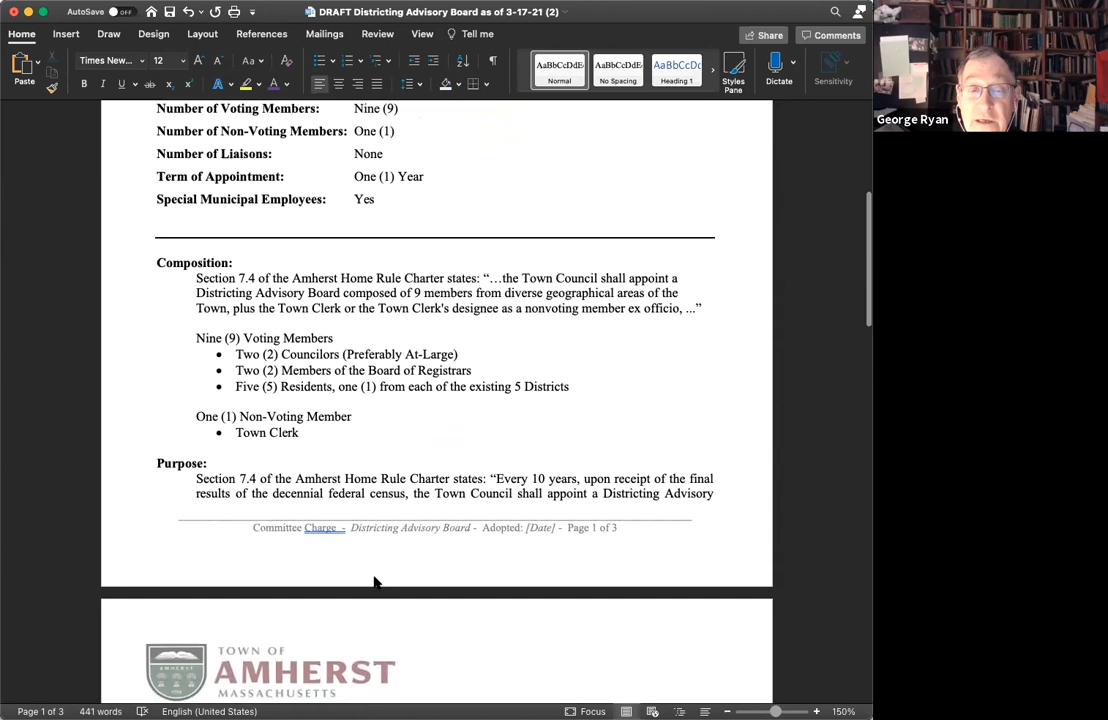 AutoSave OFF
DRAFT Districting Advisory Board as of 3-17-21 (2)
Home Insert Draw Design Layout References Mailings Review View Tell me
Share Comments
Paste
Times New... 12
AaBbCcDdEe Normal
AaBbCcDdEe No Spacing
AaBbCcDc Heading 1
Styles Pane
Dictate
Sensitivity
George Ryan
Number of Voting Members: Nine (9)
Number of Non-Voting Members: One (1)
Number of Liaisons: None
Term of Appointment: One (1) Year
Special Municipal Employees: Yes
Composition:
Section 7.4 of the Amherst Home Rule Charter states: “…the Town Council shall appoint a
Districting Advisory Board composed of 9 members from diverse geographical areas of the
Town, plus the Town Clerk or the Town Clerk's designee as a nonvoting member ex officio, ...”
Nine (9) Voting Members
• Two (2) Councilors (Preferably At-Large)
• Two (2) Members of the Board of Registrars
• Five (5) Residents, one (1) from each of the existing 5 Districts
One (1) Non-Voting Member
• Town Clerk
Purpose:
Section 7.4 of the Amherst Home Rule Charter states: “Every 10 years, upon receipt of the final
results of the decennial federal census, the Town Council shall appoint a Districting Advisory
Committee Charge - Districting Advisory Board - Adopted: [Date] - Page 1 of 3
TOWN OF
AMHERST
MASSACHUSETTS
Page 1 of 3 441 words English (United States) Focus 150%